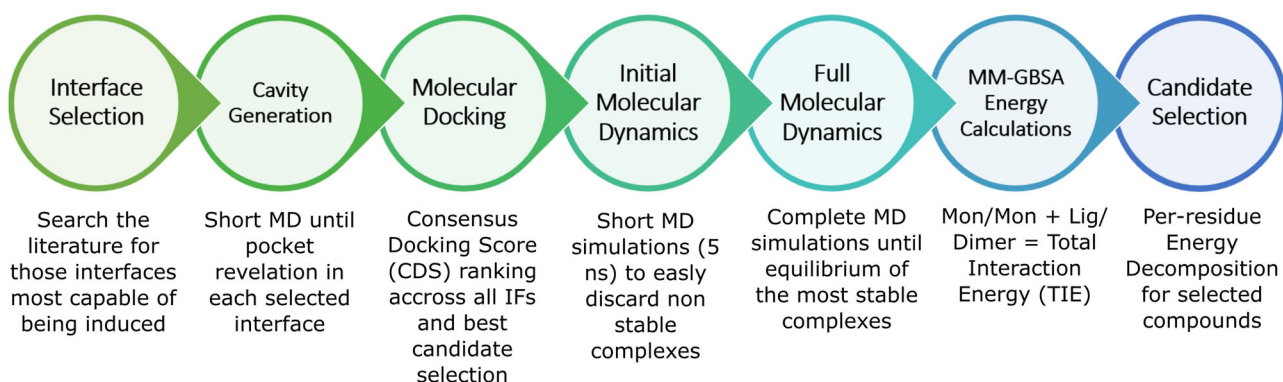 Interface
Selection
Cavity
Generation
Molecular
Docking
Initial
Molecular
Dynamics
Full
Molecular
Dynamics
MM-GBSA
Energy
Calculations
Candidate
Selection
Search the
literature for
those interfaces
most capable of
being induced
Short MD until
pocket
revelation in
each selected
interface
Consensus
Docking Score
(CDS) ranking
accross all IFs
and best
candidate
selection
Short MD
simulations (5
ns) to easly
discard non
stable
complexes
Complete MD
simulations until
equilibrium of
the most stable
complexes
Mon/Mon + Lig/
Dimer = Total
Interaction
Energy (TIE)
Per-residue
Energy
Decomposition
for selected
compounds